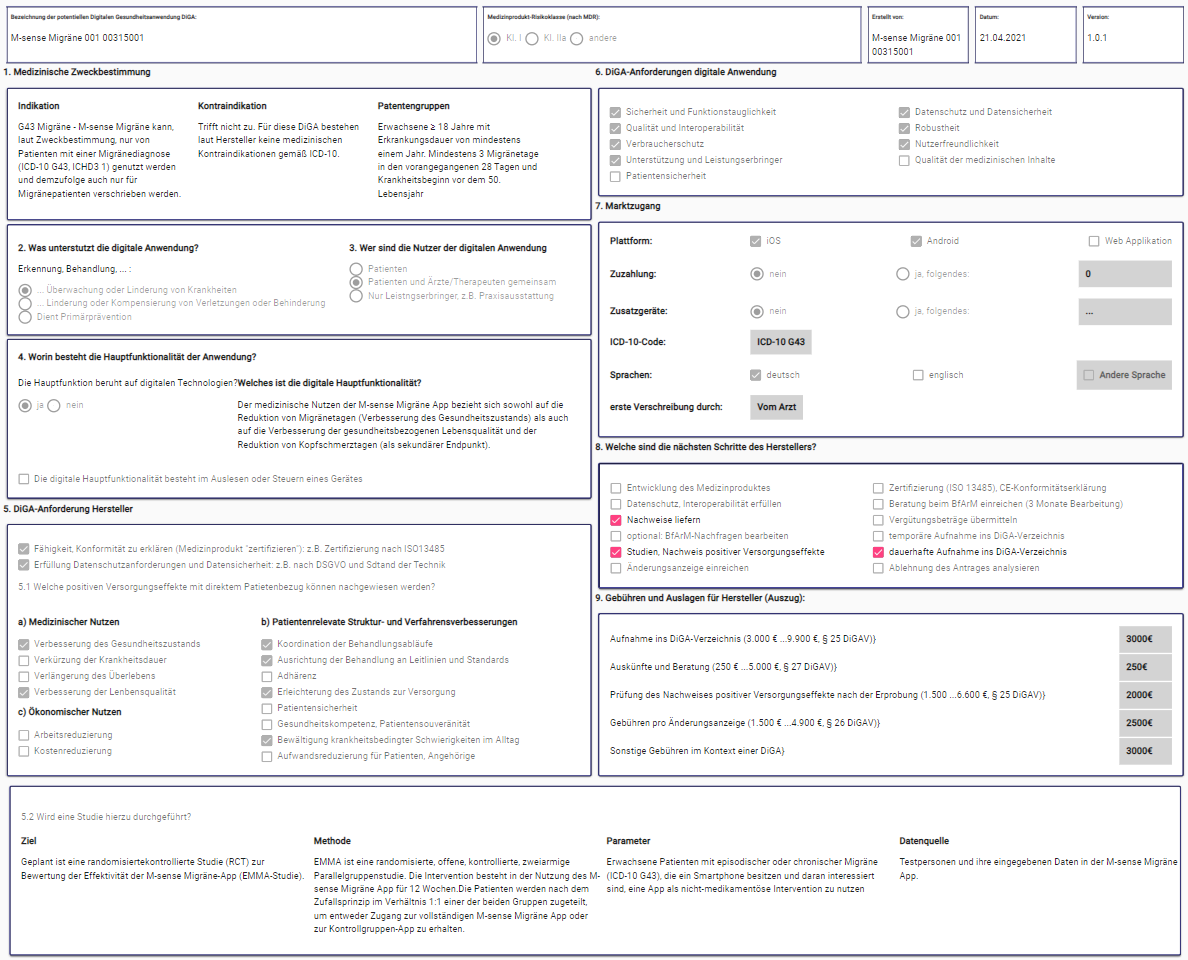 Bezeichnung der potentiellen Digitalen Gesundheitsanwendung DiGA:
M-sense Migräne 001 00315001
Medizinprodukt-Risikoklasse (nach MDR):
Kl. I Kl. IIa andere
Erstellt von:
M-sense Migräne 001
00315001
Datum:
21.04.2021
Version:
1.0.1
1. Medizinische Zweckbestimmung
Indikation
G43 Migräne - M-sense Migräne kann,
laut Zweckbestimmung, nur von
Patienten mit einer Migränediagnose
(ICD-10 G43, ICHD3 1) genutzt werden
und demzufolge auch nur für
Migränepatienten verschrieben werden.
Kontraindikation
Trifft nicht zu. Für diese DiGA bestehen
laut Hersteller keine medizinischen
Kontraindikationen gemäß ICD-10.
Patentengruppen
Erwachsene ≥ 18 Jahre mit
Erkrankungsdauer von mindestens
einem Jahr. Mindestens 3 Migränetage
in den vorangegangenen 28 Tagen und
Krankheitsbeginn vor dem 50.
Lebensjahr
2. Was unterstutzt die digitale Anwendung?
Erkennung, Behandlung, ... :
... Überwachung oder Linderung von Krankheiten
... Linderung oder Kompensierung von Verletzungen oder Behinderung
Dient Primärprävention
3. Wer sind die Nutzer der digitalen Anwendung
Patienten
Patienten und Ärzte/Therapeuten gemeinsam
Nur Leistngserbringer, z.B. Praxisausstattung
4. Worin besteht die Hauptfunktionalität der Anwendung?
Die Hauptfunktion beruht auf digitalen Technologien?
ja nein
Welches ist die digitale Hauptfunktionalität?
Der medizinische Nutzen der M-sense Migräne App bezieht sich sowohl auf die
Reduktion von Migränetagen (Verbesserung des Gesundheitszustands) als auch
auf die Verbesserung der gesundheitsbezogenen Lebensqualität und der
Reduktion von Kopfschmerztagen (als sekundärer Endpunkt).
Die digitale Hauptfunktionalität besteht im Auslesen oder Steuern eines Gerätes
5. DiGA-Anforderung Hersteller
Fähigkeit, Konformität zu erklären (Medizinprodukt "zertifizieren"): z.B. Zertifizierung nach ISO13485
Erfüllung Datenschutzanforderungen und Datensicherheit: z.B. nach DSGVO und Sdtand der Technik
5.1 Welche positiven Versorgungseffekte mit direktem Patietenbezug können nachgewiesen werden?
a) Medizinischer Nutzen
Verbesserung des Gesundheitszustands
Verkürzung der Krankheitsdauer
Verlängerung des Überlebens
Verbesserung der Lenbensqualität
c) Ökonomischer Nutzen
Arbeitsreduzierung
Kostenreduzierung
b) Patientenrelevate Struktur- und Verfahrensverbesserungen
Koordination der Behandlungsabläufe
Ausrichtung der Behandlung an Leitlinien und Standards
Adhärenz
Erleichterung des Zustands zur Versorgung
Patientensicherheit
Gesundheitskompetenz, Patientensouveränität
Bewältigung krankheitsbedingter Schwierigkeiten im Alltag
Aufwandsreduzierung für Patienten, Angehörige
6. DiGA-Anforderungen digitale Anwendung
Sicherheit und Funktionstauglichkeit
Qualität und Interoperabilität
Verbraucherschutz
Unterstützung und Leistungserbringer
Patientensicherheit
Datenschutz und Datensicherheit
Robustheit
Nutzerfreundlichkeit
Qualität der medizinischen Inhalte
7. Marktzugang
Plattform: iOS Android Web Applikation
Zuzahlung: nein ja, folgendes: 0
Zusatzgeräte: nein ja, folgendes: ...
ICD-10-Code: ICD-10 G43
Sprachen: deutsch englisch Andere Sprache
erste Verschreibung durch: Vom Arzt
8. Welche sind die nächsten Schritte des Herstellers?
Entwicklung des Medizinproduktes
Datenschutz, Interoperabilität erfüllen
Nachweise liefern
optional: BfArM-Nachfragen bearbeiten
Studien, Nachweis positiver Versorgungseffekte
Änderungsanzeige einreichen
Zertifizierung (ISO 13485), CE-Konformitätserklärung
Beratung beim BfArM einreichen (3 Monate Bearbeitung)
Vergütungsbeträge übermitteln
temporäre Aufnahme ins DiGA-Verzeichnis
dauerhafte Aufnahme ins DiGA-Verzeichnis
Ablehnung des Antrages analysieren
9. Gebühren und Auslagen für Hersteller (Auszug):
Aufnahme ins DiGA-Verzeichnis (3.000 € ...9.900 €, § 25 DiGAV)} 3000€
Auskünfte und Beratung (250 € ...5.000 €, § 27 DiGAV)} 250€
Prüfung des Nachweises positiver Versorgungseffekte nach der Erprobung (1.500 ...6.600 €, § 25 DiGAV)} 2000€
Gebühren pro Änderungsanzeige (1.500 € ...4.900 €, § 26 DiGAV)} 2500€
Sonstige Gebühren im Kontext einer DiGA} 3000€
5.2 Wird eine Studie hierzu durchgeführt?
Ziel
Geplant ist eine randomisiertekontrollierte Studie (RCT) zur
Bewertung der Effektivität der M-sense Migräne-App (EMMA-Studie).
Methode
EMMA ist eine randomisierte, offene, kontrollierte, zweiarmige
Parallelgruppenstudie. Die Intervention besteht in der Nutzung des M-
sense Migräne App für 12 Wochen.Die Patienten werden nach dem
Zufallsprinzip im Verhältnis 1:1 einer der beiden Gruppen zugeteilt,
um entweder Zugang zur vollständigen M-sense Migräne App oder
zur Kontrollgruppen-App zu erhalten.
Parameter
Erwachsene Patienten mit episodischer oder chronischer Migräne
(ICD-10 G43), die ein Smartphone besitzen und daran interessiert
sind, eine App als nicht-medikamentöse Intervention zu nutzen
Datenquelle
Testpersonen und ihre eingegebenen Daten in der M-sense Migräne
App.